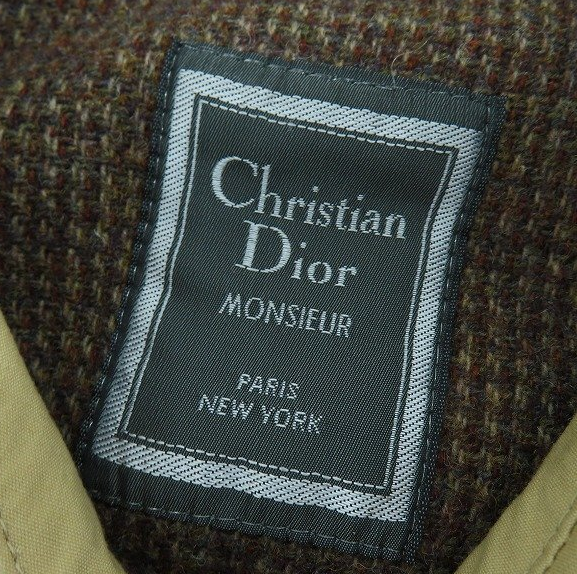 Christian
Dior
MONSIEUR
PARIS
NEW YORK